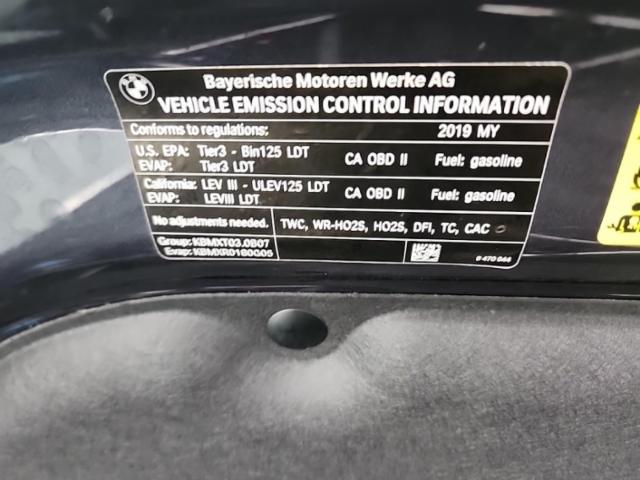 BMW
Bayerische Motoren Werke AG
VEHICLE EMISSION CONTROL INFORMATION
Conforms to regulations: 2019 MY
U.S. EPA: Tier3 - Bin125 LDT CA OBD II Fuel: gasoline
EVAP: Tier3 LDT
California: LEV III - ULEV125 LDT CA OBD II Fuel: gasoline
EVAP: LEVIII LDT
No adjustments needed. TWC, WR-HO2S, HO2S, DFI, TC, CAC
Group: KBMXT03.0B07
Evap: KBMXR0160G05